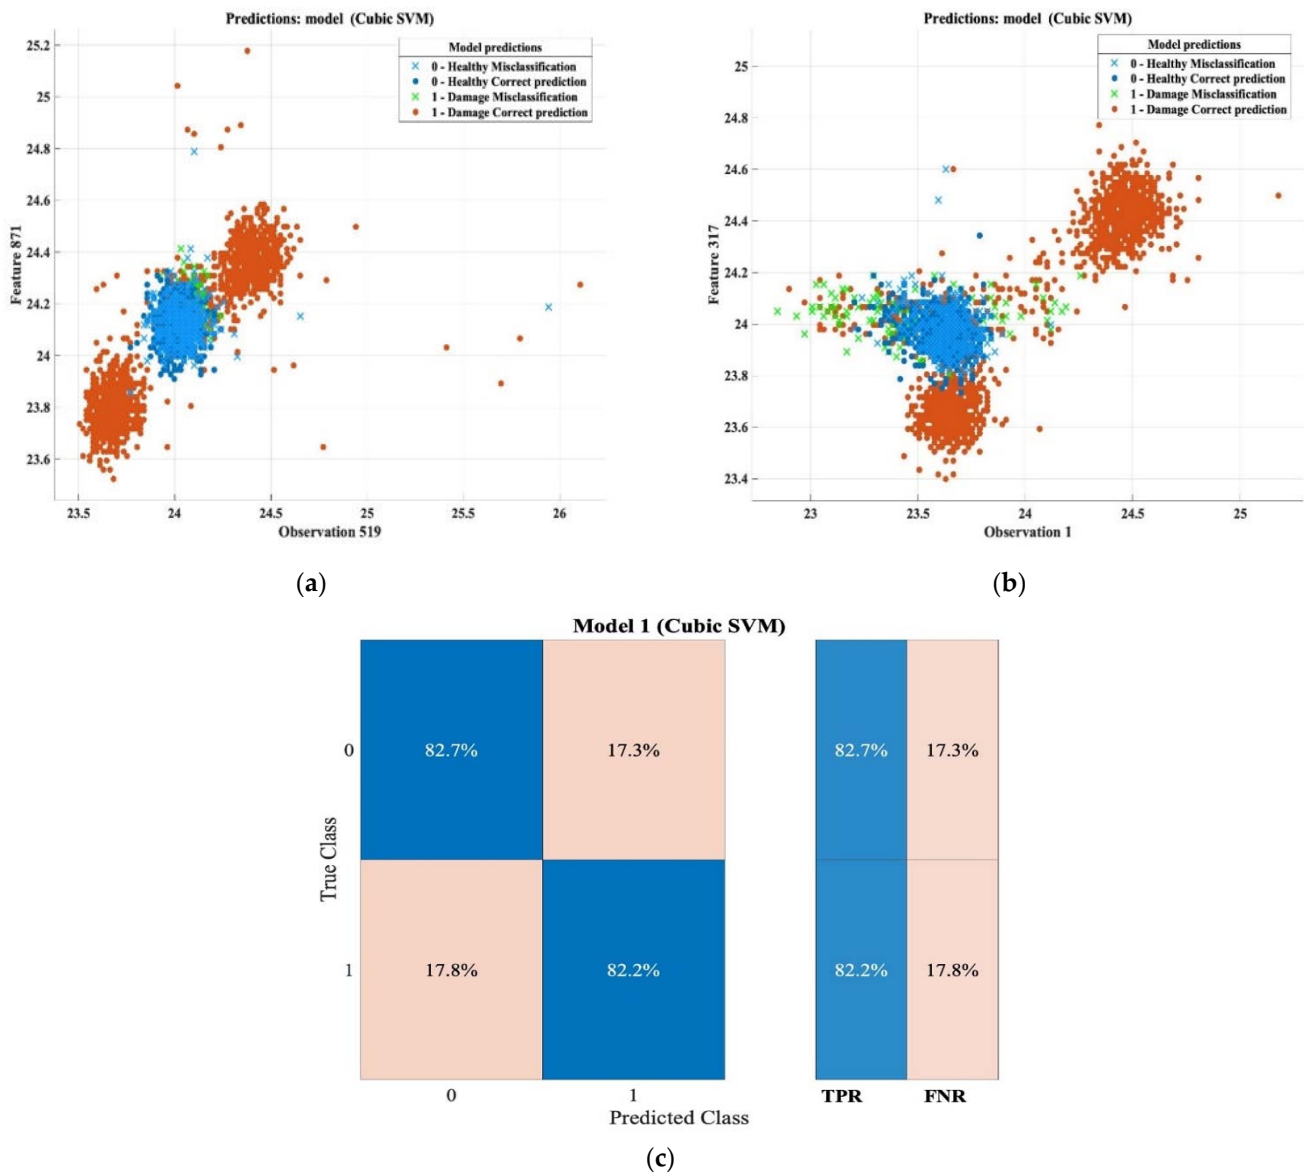 Predictions: model (Cubic SVM)
Model predictions
0 - Healthy Misclassification
0 - Healthy Correct prediction
1 - Damage Misclassification
1 - Damage Correct prediction
Feature 871
25.2
25
24.8
24.6
24.4
24.2
24
23.8
23.6
23.5
24
24.5
25
25.5
26
Observation 519
(a)
Predictions: model (Cubic SVM)
Model predictions
0 - Healthy Misclassification
0 - Healthy Correct prediction
1 - Damage Misclassification
1 - Damage Correct prediction
Feature 317
25
24.8
24.6
24.4
24.2
24
23.8
23.6
23.4
23
23.5
24
24.5
25
Observation 1
(b)
Model 1 (Cubic SVM)
True Class
0
82.7%
17.3%
82.7%
17.3%
1
17.8%
82.2%
82.2%
17.8%
0
1
TPR
FNR
Predicted Class
(c)